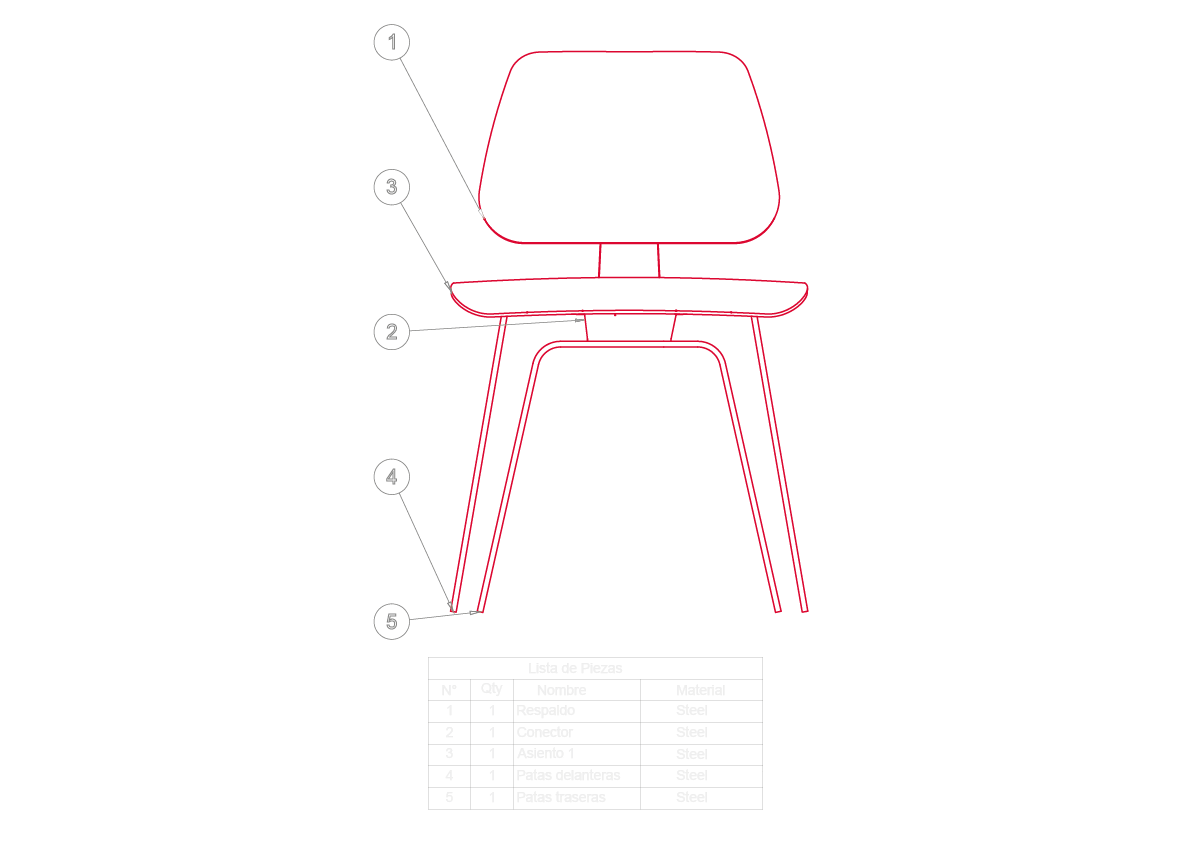 1
3
2
4
5
Lista de Piezas
N° Qty Nombre Material
1 1 Respaldo Steel
2 1 Conector Steel
3 1 Asiento 1 Steel
4 1 Patas delanteras Steel
5 1 Patas traseras Steel